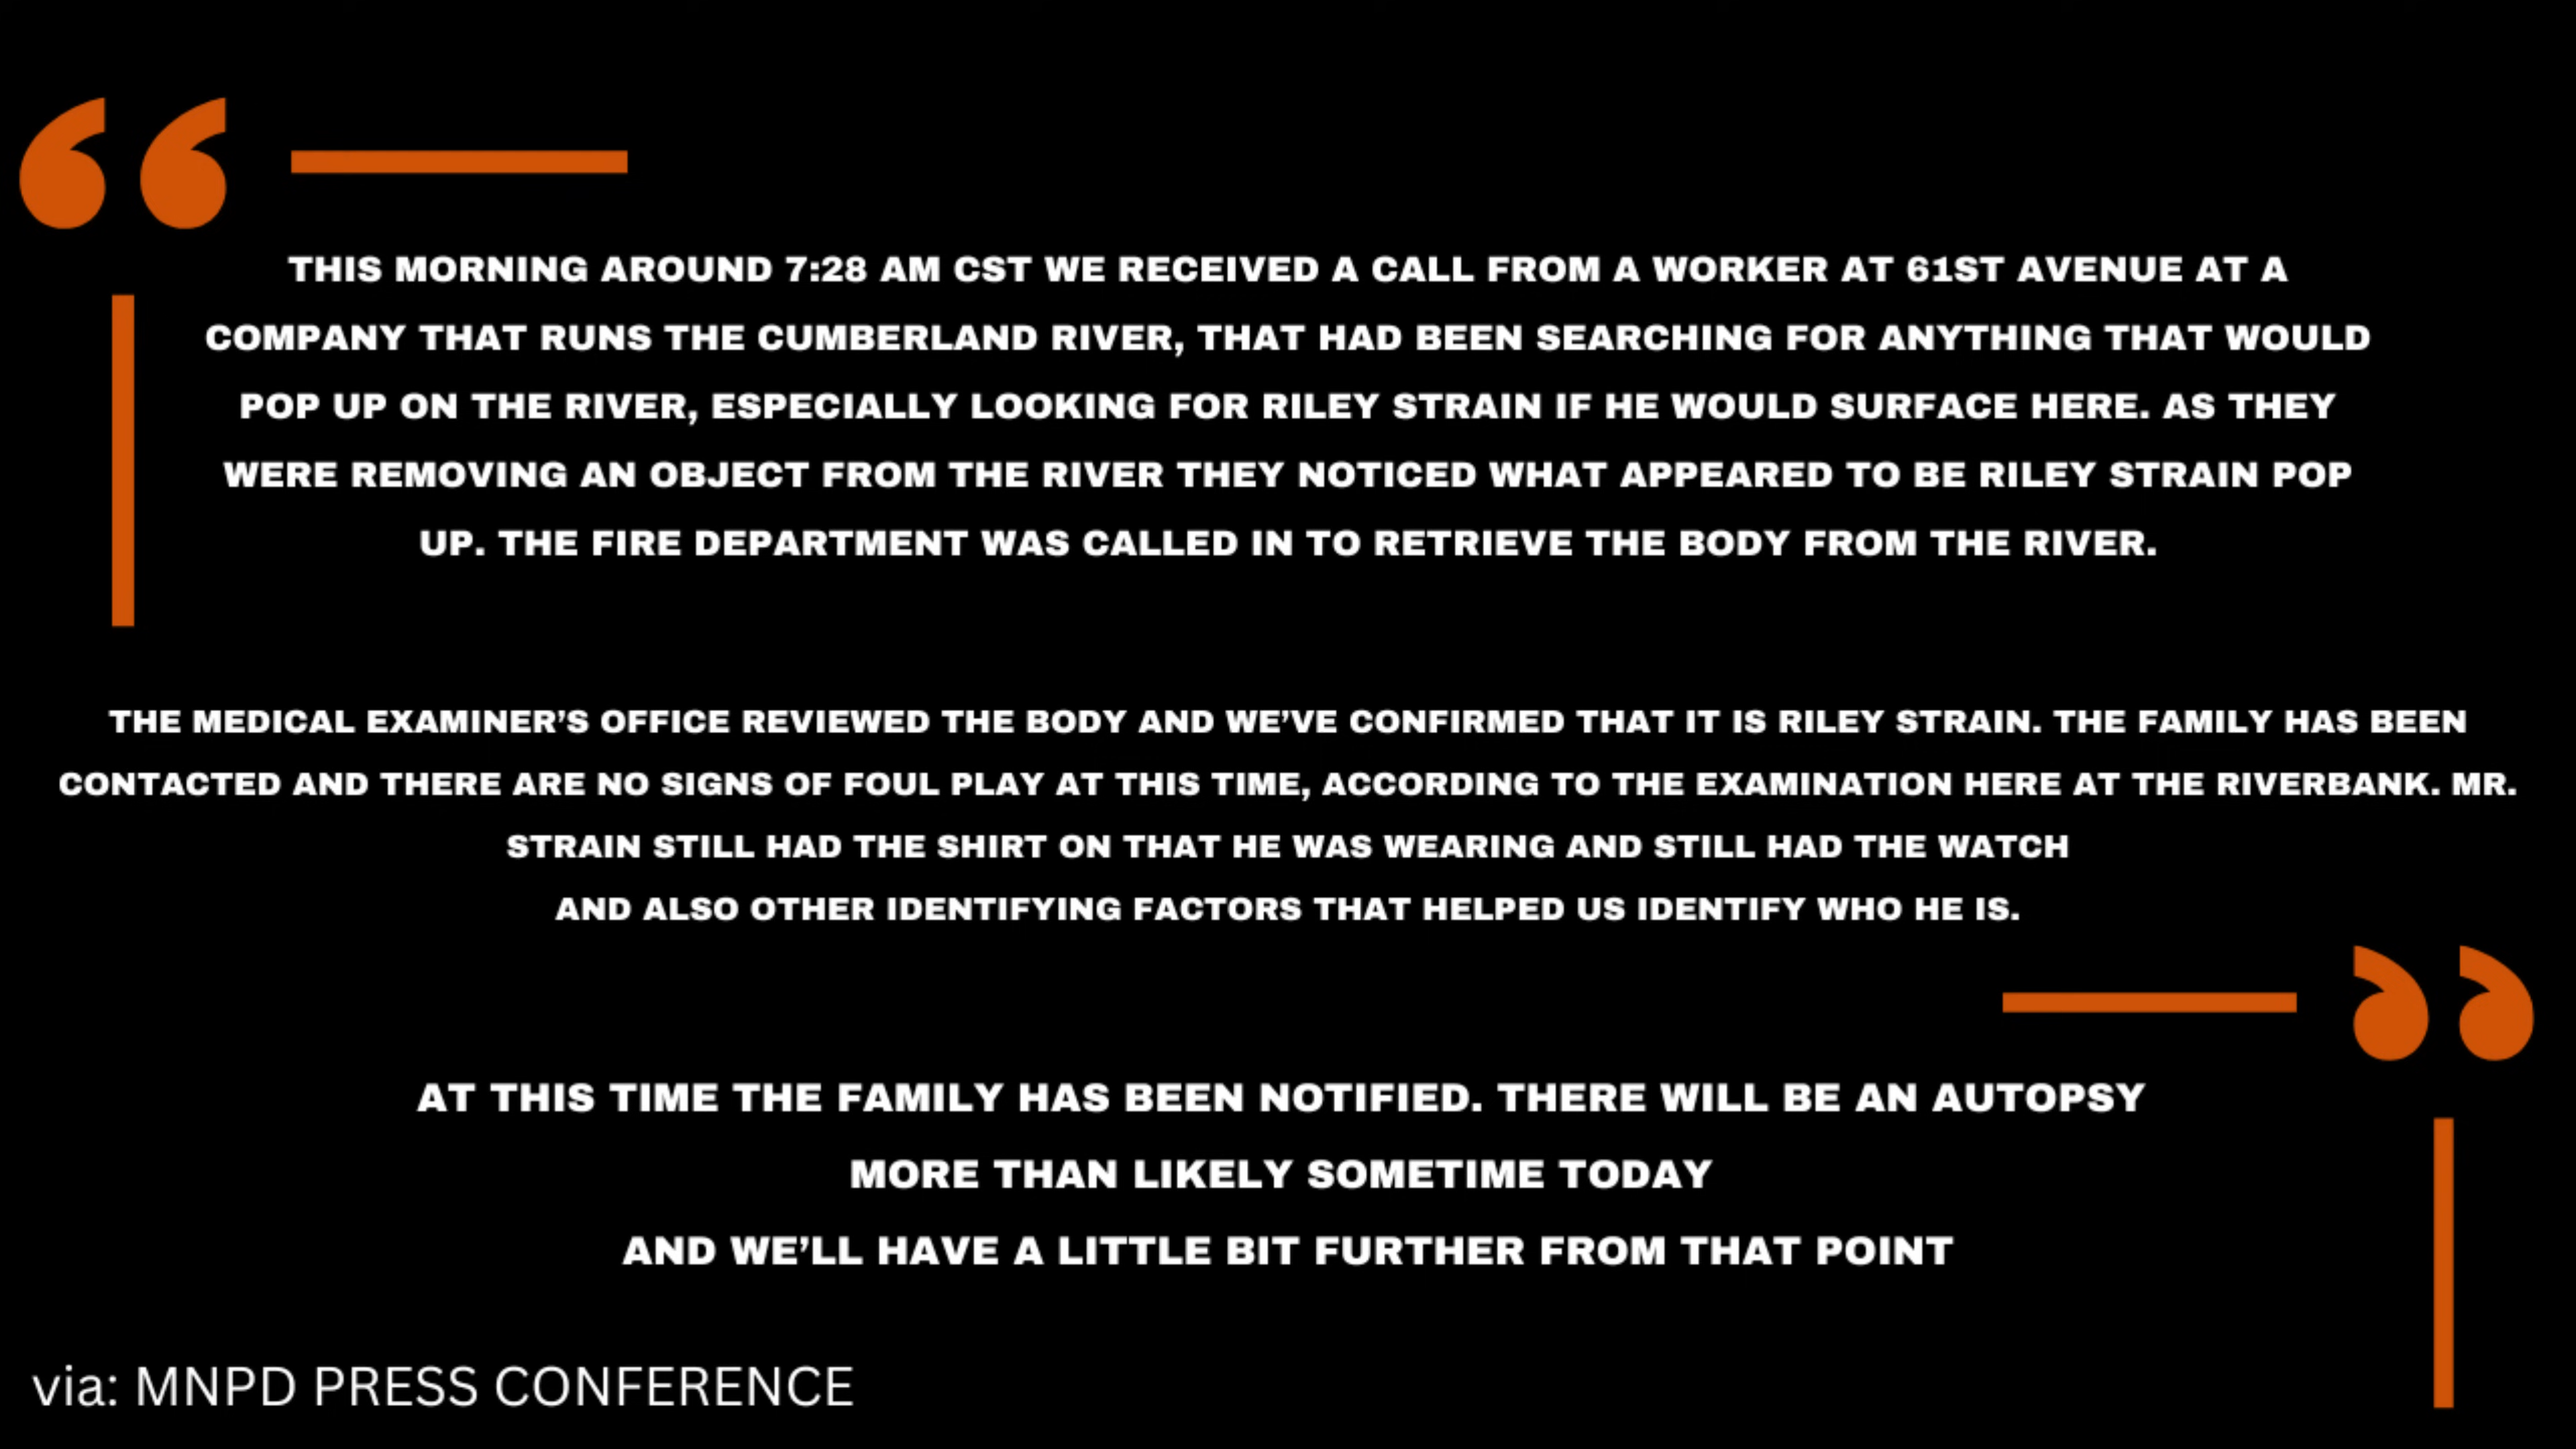 THIS MORNING AROUND 7:28 AM CST WE RECEIVED A CALL FROM A WORKER AT 61ST AVENUE AT A
COMPANY THAT RUNS THE CUMBERLAND RIVER, THAT HAD BEEN SEARCHING FOR ANYTHING THAT WOULD
POP UP ON THE RIVER, ESPECIALLY LOOKING FOR RILEY STRAIN IF HE WOULD SURFACE HERE. AS THEY
WERE REMOVING AN OBJECT FROM THE RIVER THEY NOTICED WHAT APPEARED TO BE RILEY STRAIN POP
UP. THE FIRE DEPARTMENT WAS CALLED IN TO RETRIEVE THE BODY FROM THE RIVER.
THE MEDICAL EXAMINER’S OFFICE REVIEWED THE BODY AND WE’VE CONFIRMED THAT IT IS RILEY STRAIN. THE FAMILY HAS BEEN
CONTACTED AND THERE ARE NO SIGNS OF FOUL PLAY AT THIS TIME, ACCORDING TO THE EXAMINATION HERE AT THE RIVERBANK. MR.
STRAIN STILL HAD THE SHIRT ON THAT HE WAS WEARING AND STILL HAD THE WATCH
AND ALSO OTHER IDENTIFYING FACTORS THAT HELPED US IDENTIFY WHO HE IS.
AT THIS TIME THE FAMILY HAS BEEN NOTIFIED. THERE WILL BE AN AUTOPSY
MORE THAN LIKELY SOMETIME TODAY
AND WE’LL HAVE A LITTLE BIT FURTHER FROM THAT POINT
via: MNPD PRESS CONFERENCE